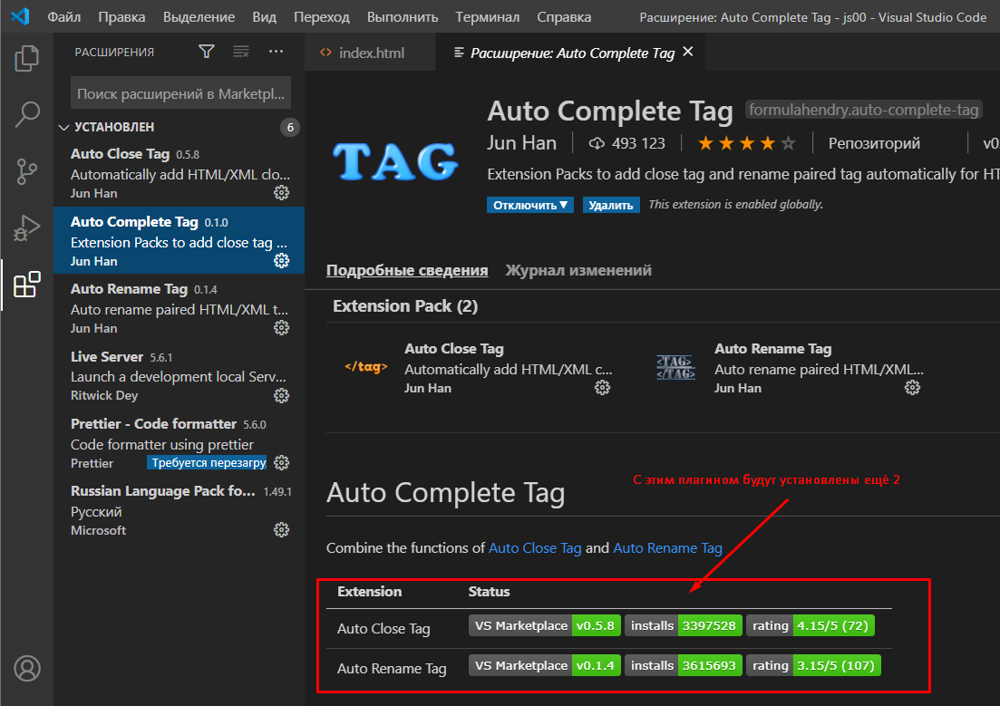 Файл Правка Выделение Вид Переход Выполнить Терминал Справка Расширение: Auto Complete Tag - js00 - Visual Studio Code
РАСШИРЕНИЯ
Поиск расширений в Marketpl...
УСТАНОВЛЕН 6
Auto Close Tag 0.5.8
Automatically add HTML/XML clo...
Jun Han
Auto Complete Tag 0.1.0
Extension Packs to add close tag ...
Jun Han
Auto Rename Tag 0.1.4
Auto rename paired HTML/XML t...
Jun Han
Live Server 5.6.1
Launch a development local Serv...
Ritwick Dey
Prettier - Code formatter 5.6.0
Code formatter using prettier
Prettier Требуется перезагру
Russian Language Pack fo... 1.49.1
Русский
Microsoft
index.html Расширение: Auto Complete Tag
TAG
Auto Complete Tag formulahendry.auto-complete-tag
Jun Han 493 123 Репозиторий v0.
Extension Packs to add close tag and rename paired tag automatically for HT
Отключить Удалить This extension is enabled globally.
Подробные сведения Журнал изменений
Extension Pack (2)
</tag> Auto Close Tag
Automatically add HTML/XML c...
Jun Han
<TAG>
</TAG>
Auto Rename Tag
Auto rename paired HTML/XML...
Jun Han
С этим плагином будут установлены ещё 2
Auto Complete Tag
Combine the functions of Auto Close Tag and Auto Rename Tag
Extension Status
Auto Close Tag VS Marketplace v0.5.8 installs 3397528 rating 4.15/5 (72)
Auto Rename Tag VS Marketplace v0.1.4 installs 3615693 rating 3.15/5 (107)